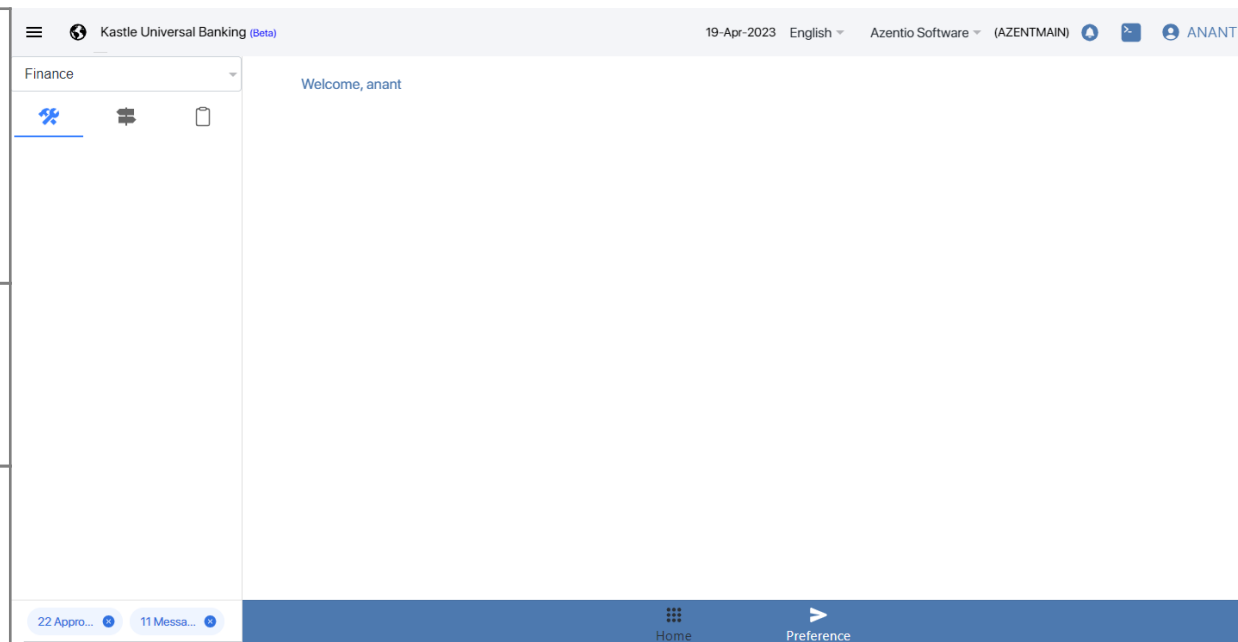 Kastle Universal Banking (Beta) 19-Apr-2023 English Azentio Software (AZENTMAIN) ANANT
Finance
Welcome, anant
22 Appro... 11 Messa...
Home Preference